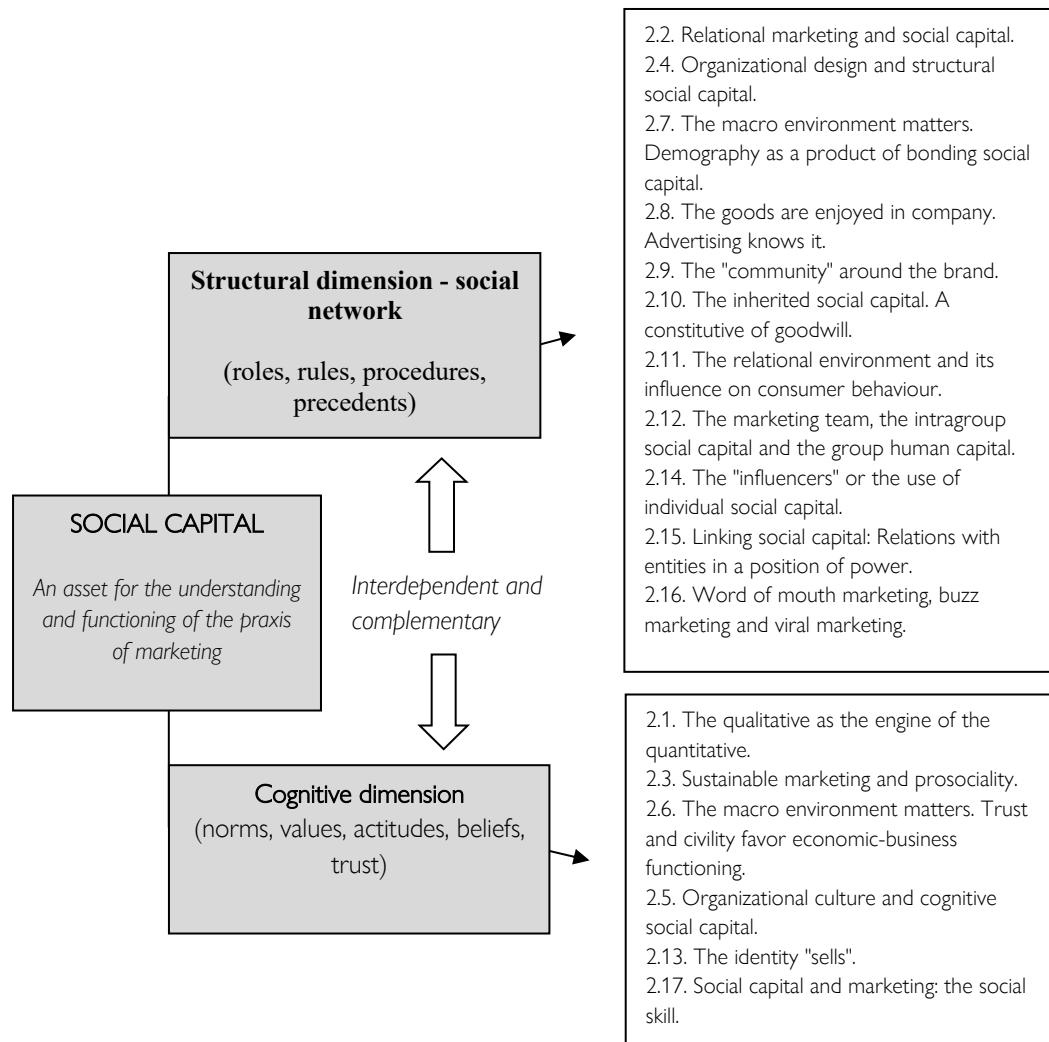 2.2. Relational marketing and social capital.
2.4. Organizational design and structural
social capital.
2.7. The macro environment matters.
Demography as a product of bonding social
capital.
2.8. The goods are enjoyed in company.
Advertising knows it.
2.9. The "community" around the brand.
2.10. The inherited social capital. A
constitutive of goodwill.
2.11. The relational environment and its
influence on consumer behaviour.
2.12. The marketing team, the intragroup
social capital and the group human capital.
2.14. The "influencers" or the use of
individual social capital.
2.15. Linking social capital: Relations with
entities in a position of power.
2.16. Word of mouth marketing, buzz
marketing and viral marketing.
Structural dimension - social
network
(roles, rules, procedures,
precedents)
SOCIAL CAPITAL
An asset for the understanding
and functioning of the praxis
of marketing
Interdependent and
complementary
Cognitive dimension
(norms, values, actitudes, beliefs,
trust)
2.1. The qualitative as the engine of the
quantitative.
2.3. Sustainable marketing and prosociality.
2.6. The macro environment matters. Trust
and civility favor economic-business
functioning.
2.5. Organizational culture and cognitive
social capital.
2.13. The identity "sells".
2.17. Social capital and marketing: the social
skill.